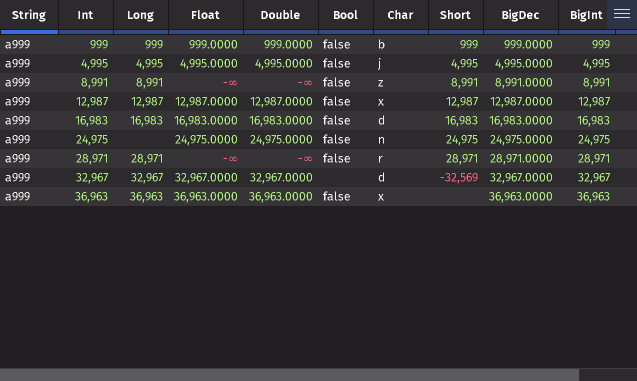 String Int Long Float Double Bool Char Short BigDec BigInt
a999 999 999 999.0000 999.0000 false b 999 999.0000 999
a999 4,995 4,995 4,995.0000 4,995.0000 false j 4,995 4,995.0000 4,995
a999 8,991 8,991 -∞ -∞ false z 8,991 8,991.0000 8,991
a999 12,987 12,987 12,987.0000 12,987.0000 false x 12,987 12,987.0000 12,987
a999 16,983 16,983 16,983.0000 16,983.0000 false d 16,983 16,983.0000 16,983
a999 24,975 24,975.0000 24,975.0000 false n 24,975 24,975.0000 24,975
a999 28,971 28,971 -∞ -∞ false r 28,971 28,971.0000 28,971
a999 32,967 32,967 32,967.0000 32,967.0000 d -32,569 32,967.0000 32,967
a999 36,963 36,963 36,963.0000 36,963.0000 false x 36,963.0000 36,963